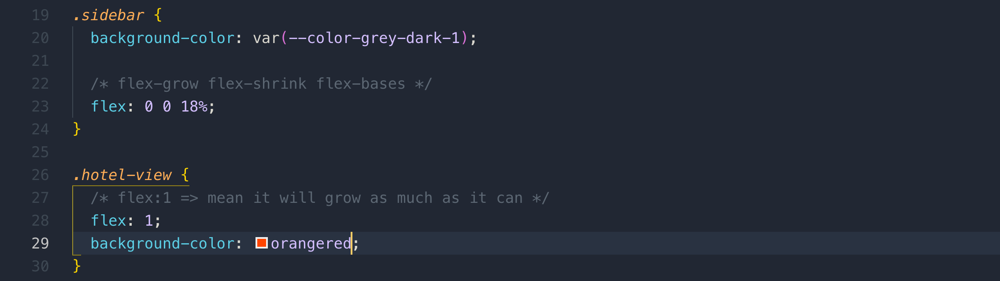 19 .sidebar {
20 background-color: var(--color-grey-dark-1);
21
22 /* flex-grow flex-shrink flex-bases */
23 flex: 0 0 18%;
24 }
25
26 .hotel-view {
27 /* flex:1 => mean it will grow as much as it can */
28 flex: 1;
29 background-color: orangered;
30 }